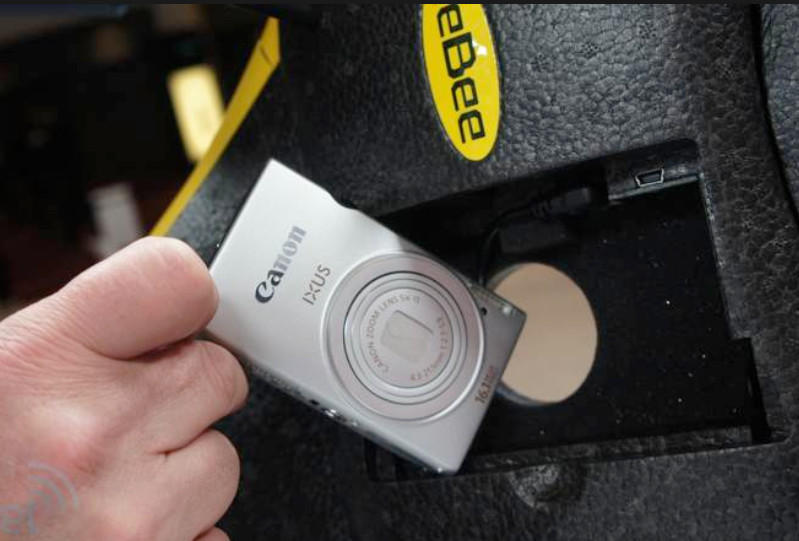 eBee
Canon
IXUS
CANON ZOOM LENS 5x IS
16.1